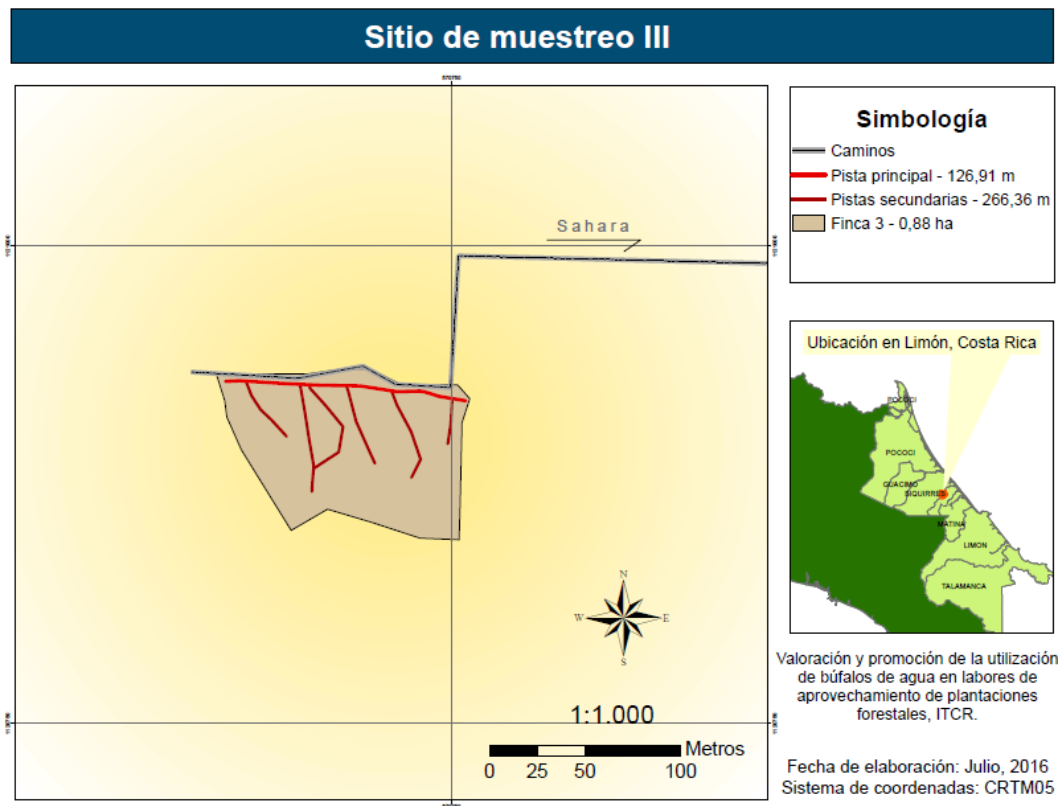 Sitio de muestreo III
Simbología
Caminos
Pista principal - 126,91 m
Pistas secundarias - 266,36 m
Finca 3 - 0,88 ha
Sahara
Ubicación en Limón, Costa Rica
POCOCI
POCOCI
GUACIMO
SIQUIRRES
MATINA
LIMON
TALAMANCA
N
W
E
S
1:1.000
Metros
0 25 50 100
Valoración y promoción de la utilización
de búfalos de agua en labores de
aprovechamiento de plantaciones
forestales, ITCR.
Fecha de elaboración: Julio, 2016
Sistema de coordenadas: CRTM05